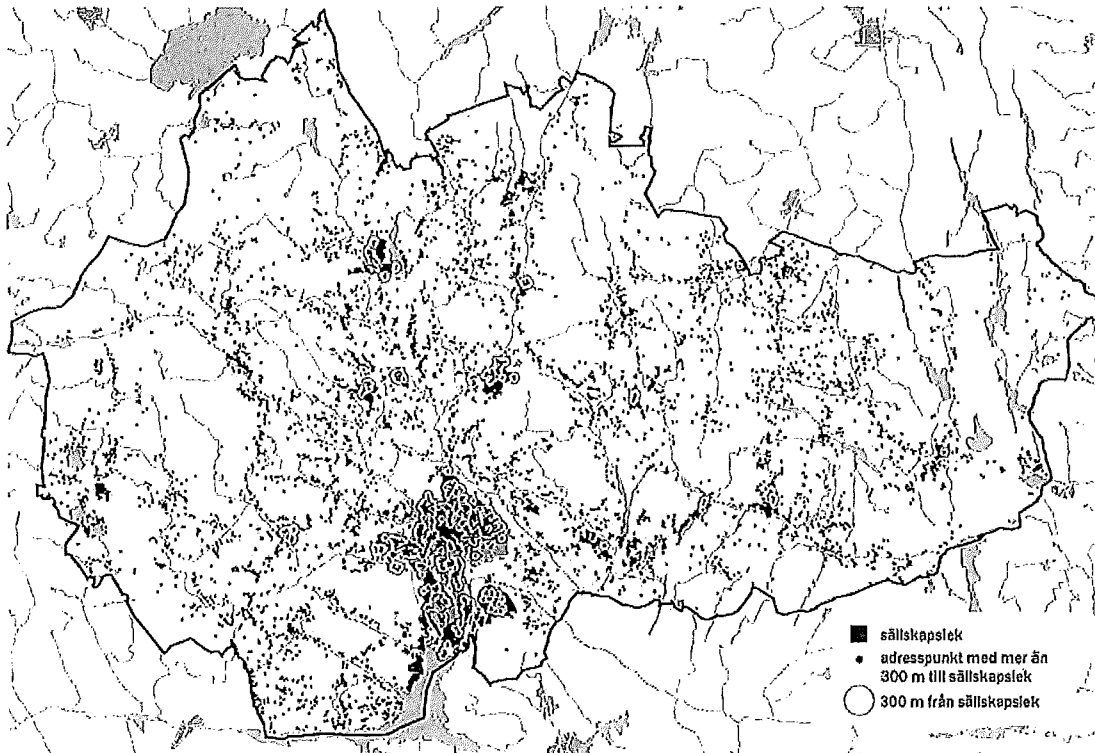 sällskapslek
adresspunkt med mer än
300 m till sällskapslek
300 m från sällskapslek